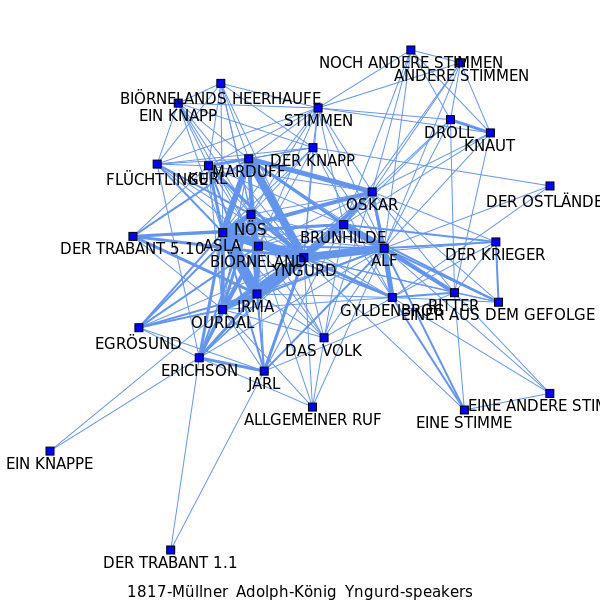 NOCH ANDERE STIMMEN
ANDERE STIMMEN
BIÖRNELANDS HEERHAUFE
EIN KNAPP
STIMMEN
DROLL
KNAUT
DER KNAPP
MARDUFF
KURL
FLÜCHTLINGE
DER OSTLÄNDE
OSKAR
NÖS
BRUNHILDE
DER TRABANT 5.10
ASLA
DER KRIEGER
BIÖRNELAND
ALF
YNGURD
IRMA
RITTER
GYLDENBROG
EINER AUS DEM GEFOLGE
OURDAL
EGRÖSUND
DAS VOLK
ERICHSON
JARL
EINE ANDERE STIM
ALLGEMEINER RUF
EINE STIMME
EIN KNAPPE
DER TRABANT 1.1
1817-Müllner Adolph-König Yngurd-speakers